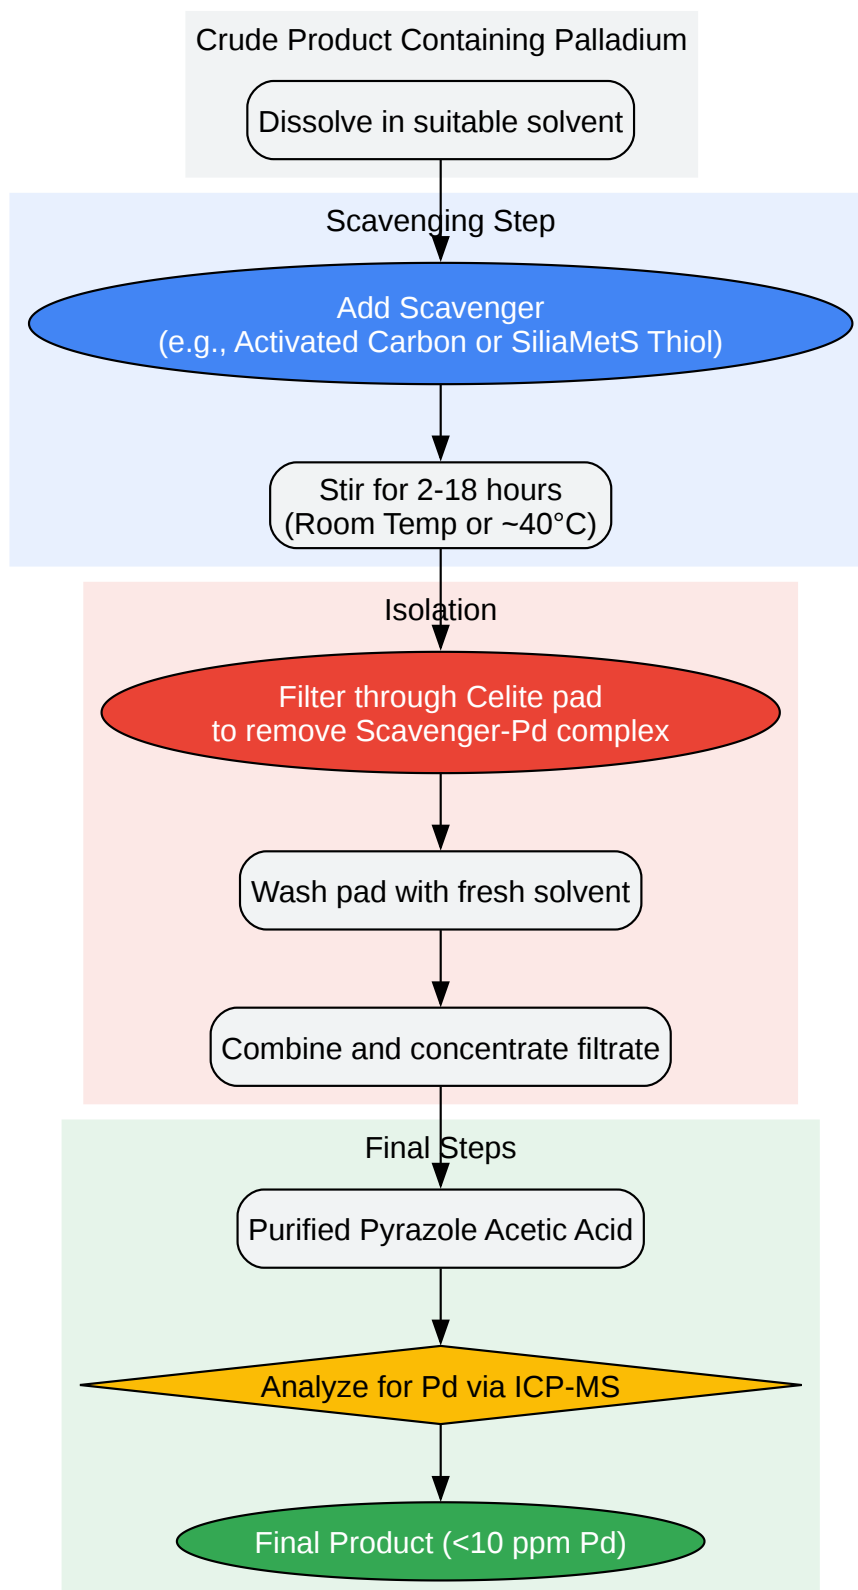 Crude Product Containing Palladium
Dissolve in suitable solvent
Scavenging Step
Add Scavenger
(e.g., Activated Carbon or SiliaMetS Thiol)
Stir for 2-18 hours
(Room Temp or ~40°C)
Isolation
Filter through Celite pad
to remove Scavenger-Pd complex
Wash pad with fresh solvent
Combine and concentrate filtrate
Final Steps
Purified Pyrazole Acetic Acid
Analyze for Pd via ICP-MS
Final Product (<10 ppm Pd)